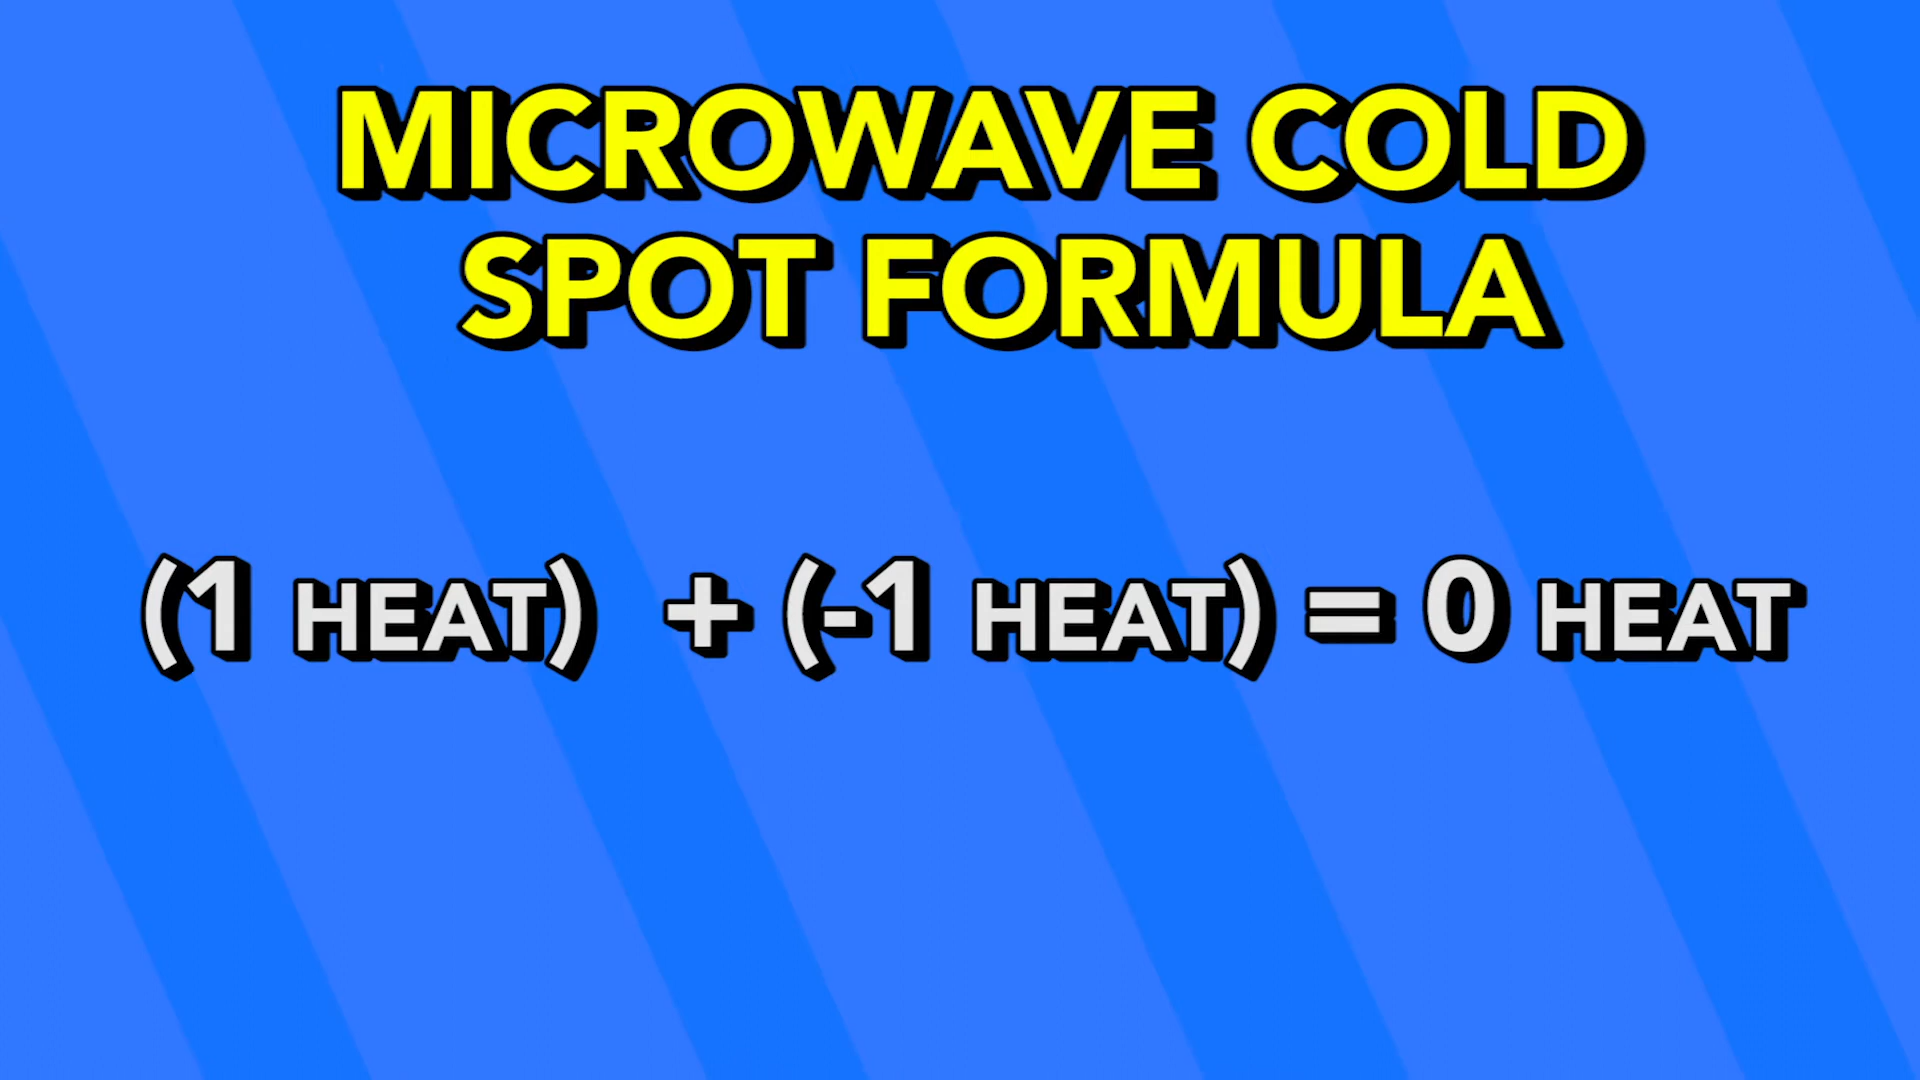 MICROWAVE COLD
SPOT FORMULA
(1 HEAT) + (-1 HEAT) = 0 HEAT